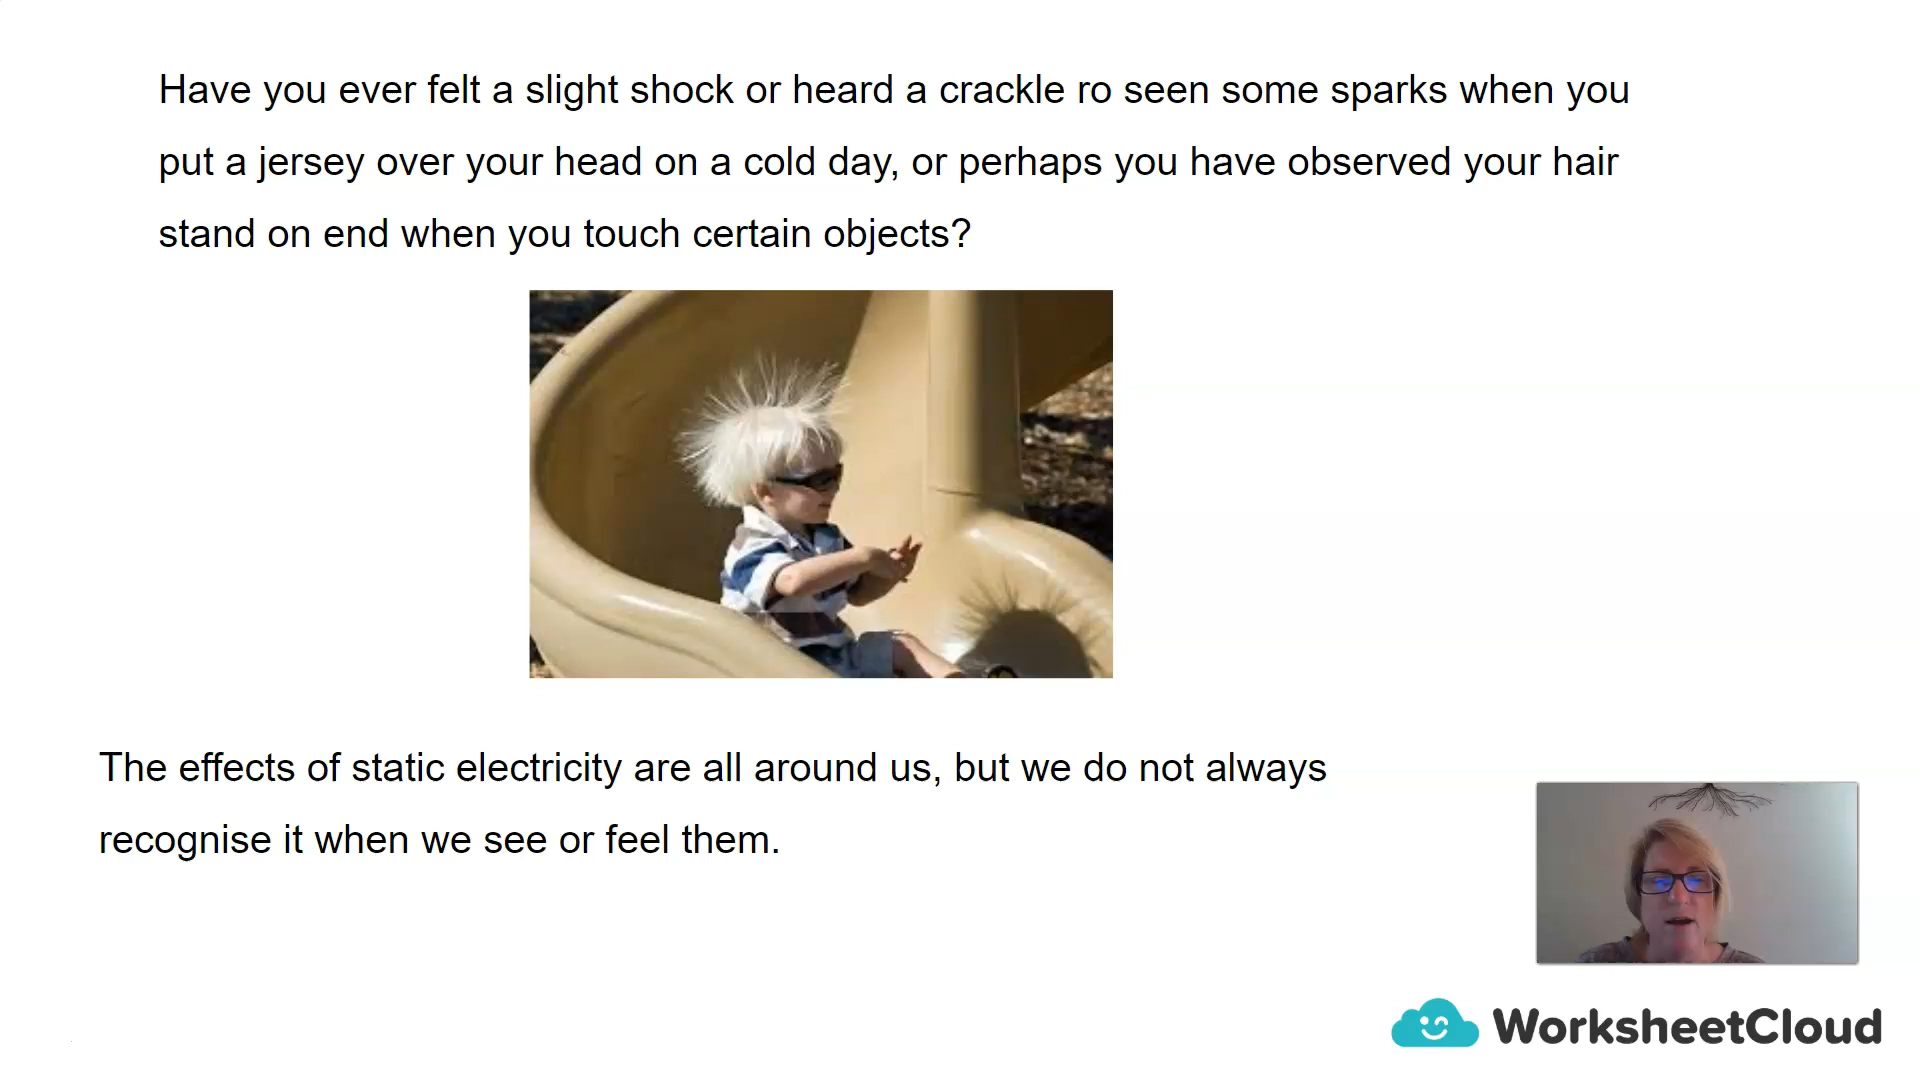 Have you ever felt a slight shock or heard a crackle ro seen some sparks when you
put a jersey over your head on a cold day, or perhaps you have observed your hair
stand on end when you touch certain objects?
The effects of static electricity are all around us, but we do not always
recognise it when we see or feel them.
WorksheetCloud